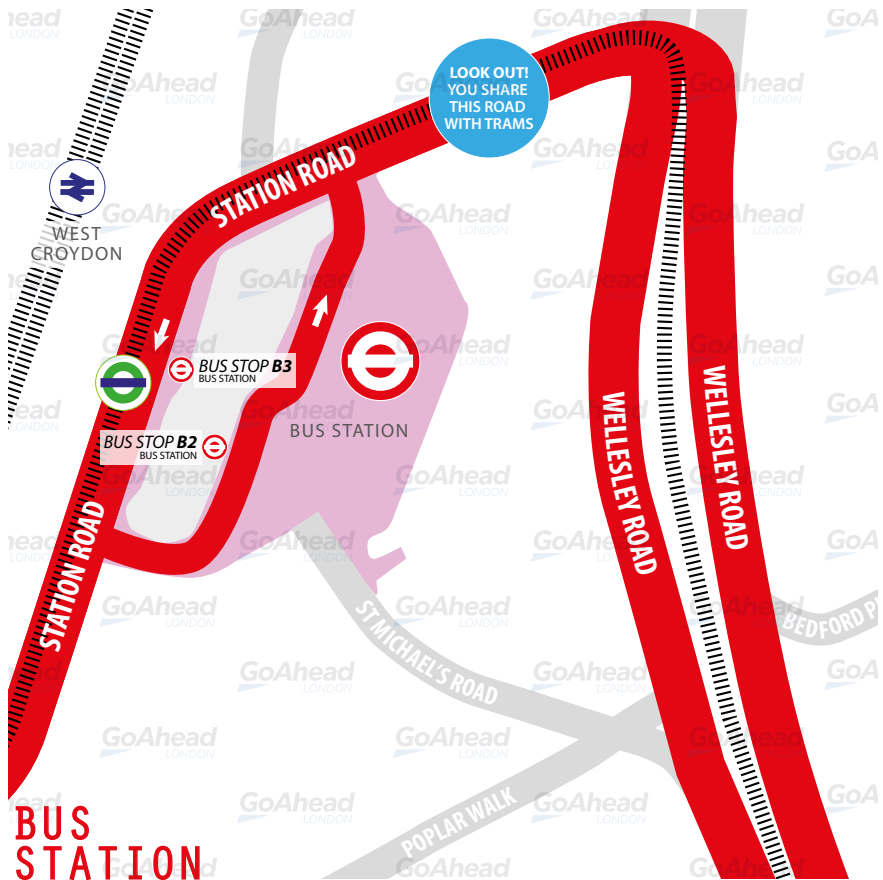 LOOK OUT!
YOU SHARE
THIS ROAD
WITH TRAMS
STATION ROAD
WEST
CROYDON
BUS STOP B3
BUS STATION
BUS STATION
BUS STOP B2
BUS STATION
WELLESLEY ROAD
WELLESLEY ROAD
STATION ROAD
ST MICHAEL'S ROAD
BEDFORD P
POPLAR WALK
BUS
STATION
GoAhead
LONDON